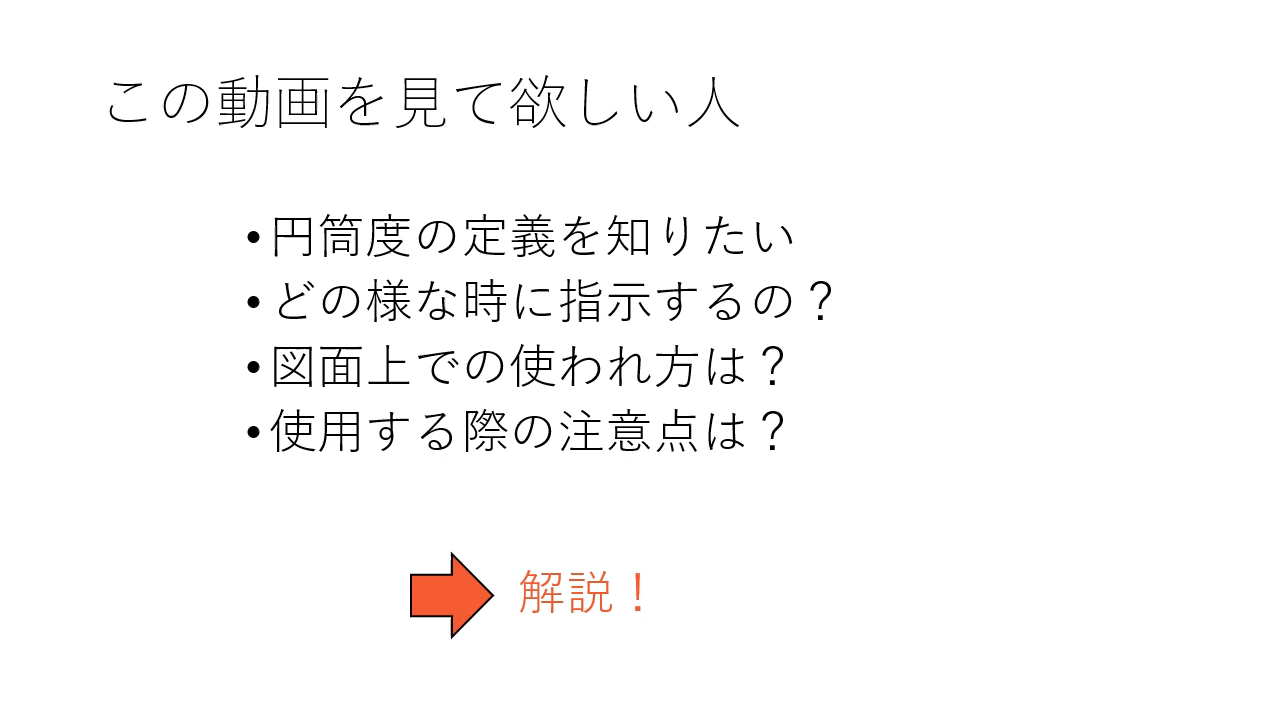 この動画を見て欲しい人
•円筒度の定義を知りたい
•どの様な時に指示するの？
•図面上での使われ方は？
•使用する際の注意点は？
解説！